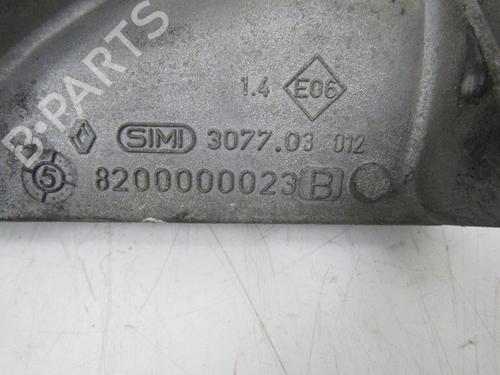 B-PARTS
1.4 E06
SIMI 3077.03 012
5 8200000023 B